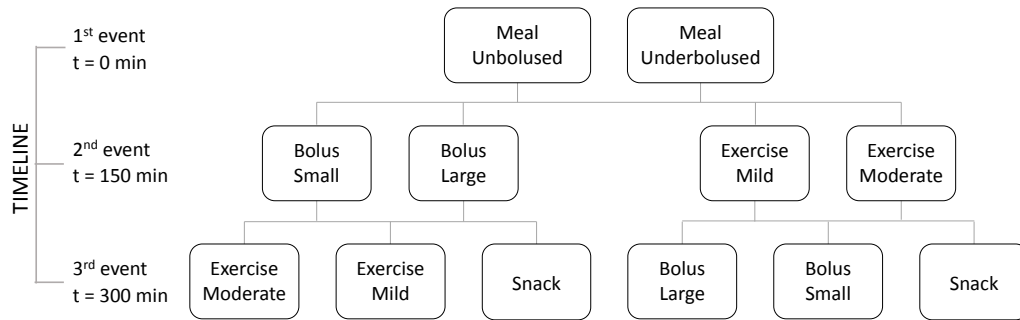 TIMELINE
1st event
t = 0 min
Meal
Unbolused
Meal
Underbolused
2nd event
t = 150 min
Bolus
Small
Bolus
Large
Exercise
Mild
Exercise
Moderate
3rd event
t = 300 min
Exercise
Moderate
Exercise
Mild
Snack
Bolus
Large
Bolus
Small
Snack